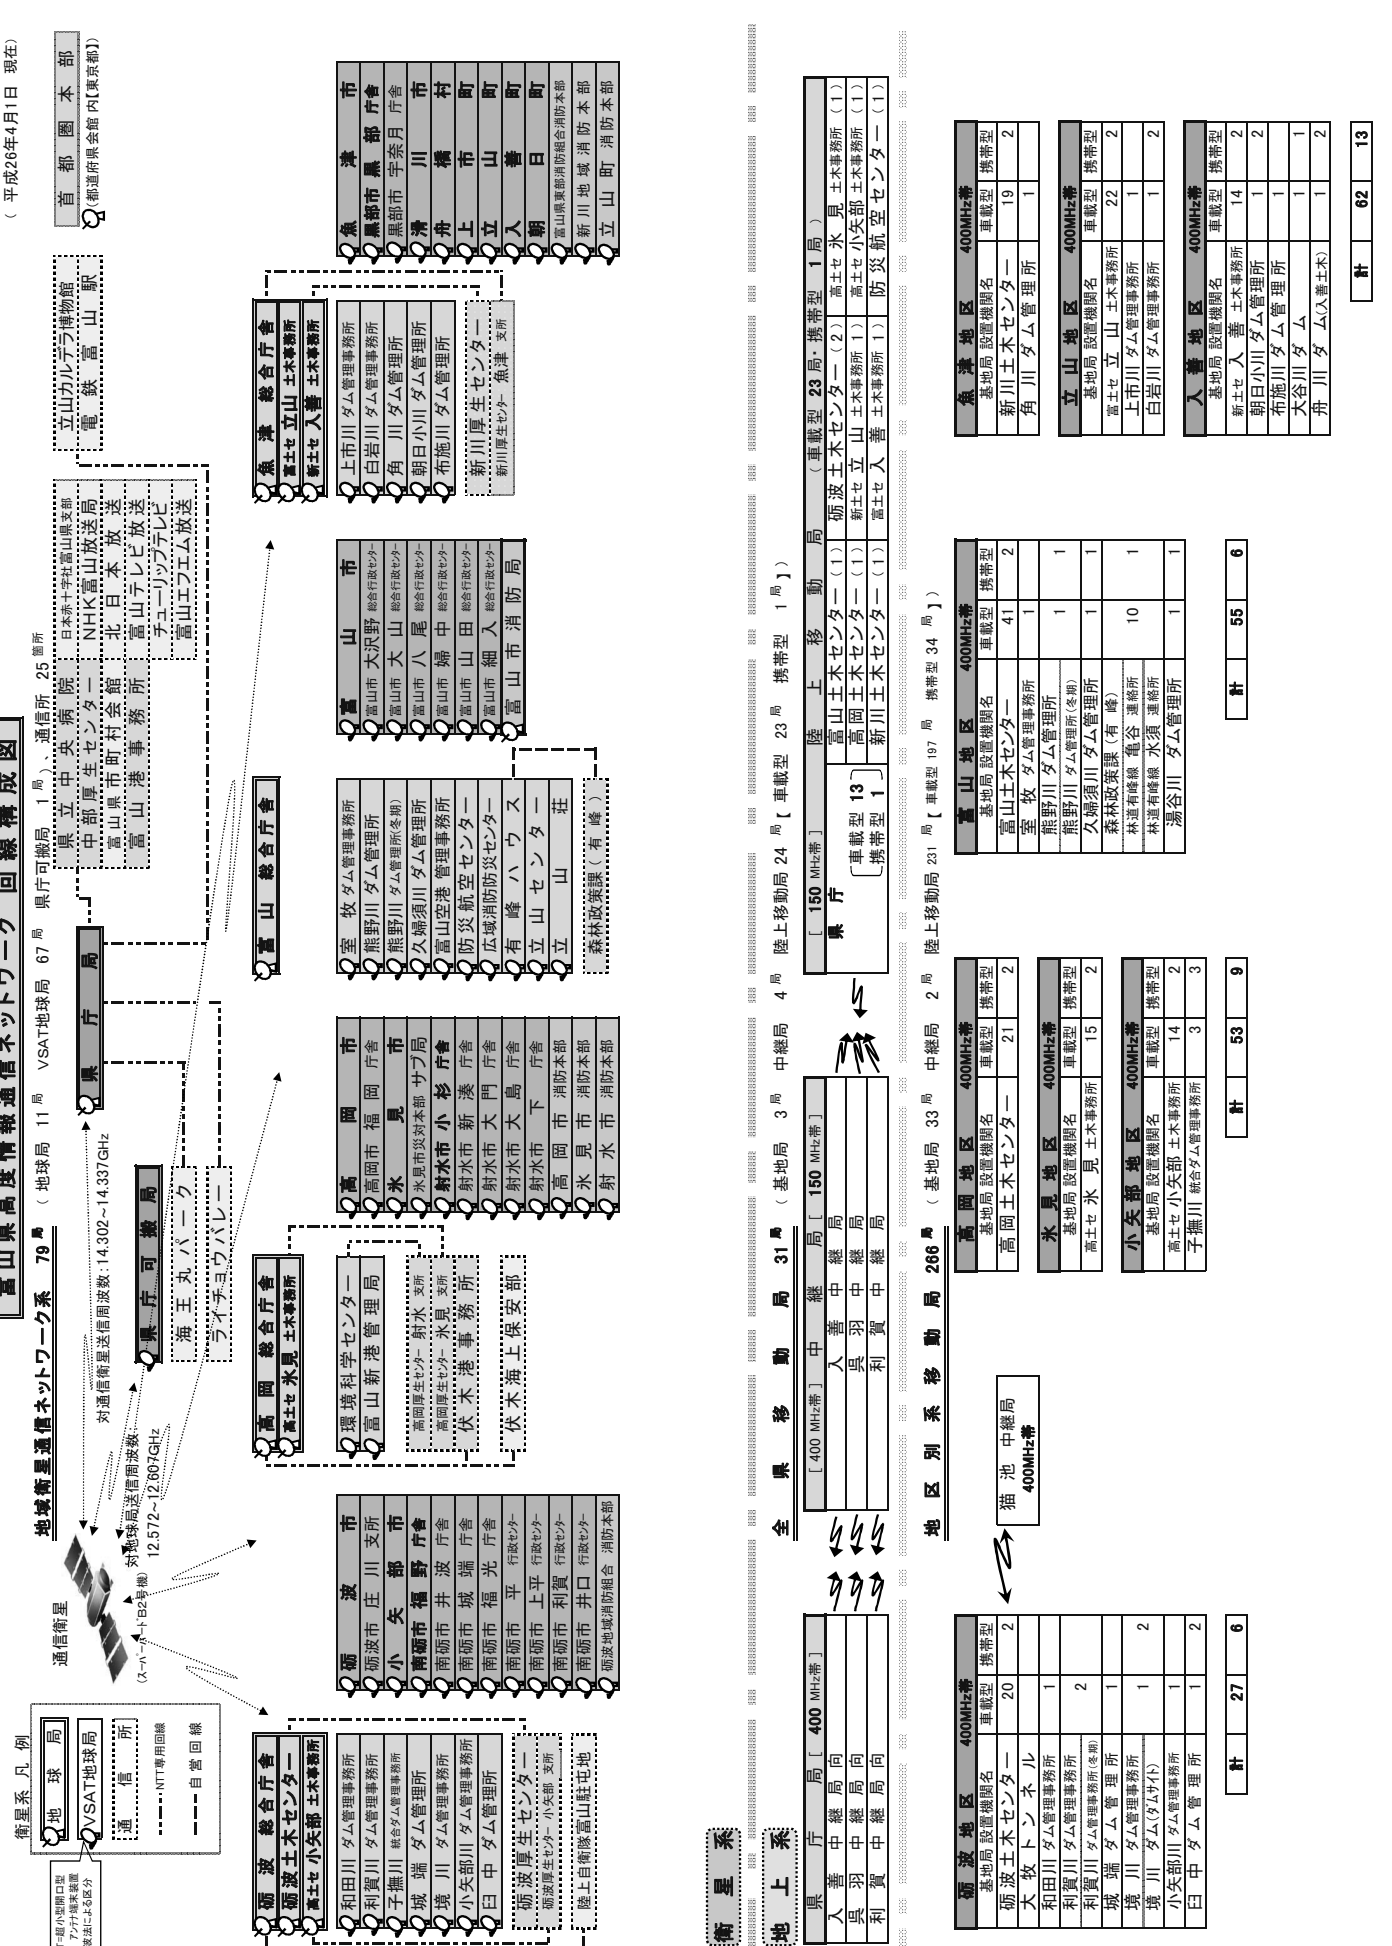 富山県高度情報通信ネットワーク 回線構成図
( 平成26年4月1日 現在)
地域衛星通信ネットワーク系 79 局 ( 地球局 11 局 VSAT地球局 67 局 県庁可搬局 1 局 )、通信所 25 箇所
衛星系 凡 例
地 球 局
VSAT地球局
通 信 所
NTT専用回線
自営回線
T=超小型開口型
アンテナ端末装置
波法による区分
通信衛星
(スーパーバードB2号機)
対通信衛星送信周波数:14.302～14.337GHz
対地球局送信周波数:
12.572～12.607GHz
県 庁 局
県 庁 可 搬 局
海 王 丸 パ ー ク
ライチョウバレー
県 立 中 央 病 院
中部厚生センター
富山県市町村会館
富 山 港 事 務 所
日本赤十字社富山県支部
NHK富山放送局
北 日 本 放 送
富山テレビ放送
チューリップテレビ
富山エフエム放送
立山カルデラ博物館
電 鉄 富 山 駅
首 都 圏 本 部
(都道府県会館 内【東京都】)
砺 波 総 合 庁 舎
砺波土木センター
高土セ 小矢部 土木事務所
和田川 ダム管理事務所
利賀川 ダム管理事務所
子撫川 統合ダム管理事務所
城 端 ダム管理所
境 川 ダム管理所
小矢部川 ダム管理事務所
臼 中 ダム管理所
砺波厚生センター
砺波厚生センター 小矢部 支所
陸上自衛隊富山駐屯地
砺 波 市
砺波市 庄 川 支所
小 矢 部 市
南砺市 福 野 庁舎
南砺市 井 波 庁舎
南砺市 城 端 庁舎
南砺市 福 光 庁舎
南砺市 平 行政センター
南砺市 上平 行政センター
南砺市 利賀 行政センター
南砺市 井口 行政センター
砺波地域消防組合 消防本部
高 岡 総合庁舎
高土セ 氷見 土木事務所
環境科学センター
富山新港管理局
高岡厚生センター 射水 支所
高岡厚生センター 氷見 支所
伏 木 港 事 務 所
伏木海上保安部
高 岡 市
高岡市 福 岡 庁舎
氷 見 市
氷見市災対本部 サブ局
射水市 小 杉 庁舎
射水市 新 湊 庁舎
射水市 大 門 庁舎
射水市 大 島 庁舎
射水市 下 庁舎
高 岡 市 消防本部
氷 見 市 消防本部
射 水 市 消防本部
富 山 総合庁舎
室 牧 ダム管理事務所
熊野川 ダム管理所
熊野川 ダム管理所(冬期)
久婦須川 ダム管理所
富山空港 管理事務所
防災航空センター
広域消防防災センター
有 峰 ハ ウ ス
立 山 セ ン タ ー
立 山 荘
森林政策課( 有 峰 )
富 山 市
富山市 大沢野 総合行政センター
富山市 大 山 総合行政センター
富山市 八 尾 総合行政センター
富山市 婦 中 総合行政センター
富山市 山 田 総合行政センター
富山市 細 入 総合行政センター
富 山 市 消 防 局
魚 津 総合庁舎
富土セ 立山 土木事務所
新土セ 入善 土木事務所
上市川 ダム管理事務所
白岩川 ダム管理事務所
角 川 ダム管理所
朝日小川 ダム管理所
布施川 ダム管理所
新川厚生センター
新川厚生センター 魚津 支所
魚 津 市
黒部市 黒 部 庁舎
黒部市 宇奈月 庁舎
滑 川 市
舟 橋 村
上 市 町
立 山 町
入 善 町
朝 日 町
富山県東部消防組合消防本部
新 川 地 域 消 防 本 部
立 山 町 消防本部
衛 星 系
地 上 系
全 県 移 動 局 31 局 ( 基地局 3 局 中継局 4 局 陸上移動局 24 局【 車載型 23 局 携帯型 1 局 】)
県 庁 局 [ 400 MHz帯 ]
入 善 中 継 局 向
呉 羽 中 継 局 向
利 賀 中 継 局 向
[ 400 MHz帯 ] 中 継 局 [ 150 MHz帯 ]
入 善 中 継 局
呉 羽 中 継 局
利 賀 中 継 局
[ 150 MHz帯 ] 陸 上 移 動 局 ( 車載型 23 局・携帯型 1 局 )
県 庁
車載型 13
携帯型 1
富山土木センター ( 1 )
高岡土木センター ( 1 )
新川土木センター ( 1 )
砺波土木センター ( 2 )
新土セ 立 山 土木事務所 1 )
富土セ 入 善 土木事務所 1 )
高土セ 氷 見 土木事務所 ( 1 )
高土セ 小矢部 土木事務所 ( 1 )
防災航空センター ( 1 )
地 区 別 系 移 動 局 266 局 ( 基地局 33 局 中継局 2 局 陸上移動局 231 局【 車載型 197 局 携帯型 34 局 】)
猫 池 中継局
400MHz帯
砺 波 地 区 400MHz帯
基地局 設置機関名 車載型 携帯型
砺波土木センター 20 2
大 牧 ト ン ネ ル
和田川 ダム管理事務所 1
利賀川 ダム管理事務所 2
利賀川 ダム管理事務所(冬期)
城 端 ダ ム 管 理 所 1
境 川 ダム管理事務所 1 2
境 川 ダム(ダムサイト)
小矢部川 ダム管理事務所 1
臼 中 ダ ム 管 理 所 1 2
計 27 6
高 岡 地 区 400MHz帯
基地局 設置機関名 車載型 携帯型
高岡土木センター 21 2
氷 見 地 区 400MHz帯
基地局 設置機関名 車載型 携帯型
高土セ 氷 見 土木事務所 15 2
小 矢 部 地 区 400MHz帯
基地局 設置機関名 車載型 携帯型
高土セ 小矢部 土木事務所 14 2
子撫川 統合ダム管理事務所 3 3
計 53 9
富 山 地 区 400MHz帯
基地局 設置機関名 車載型 携帯型
富山土木センター 41 2
室 牧 ダム管理事務所 1
熊野川 ダム管理所 1 1
熊野川 ダム管理所(冬期)
久婦須川 ダム管理所 1 1
森林政策課( 有 峰 ) 10 1
林道有峰線 亀谷 連絡所
林道有峰線 水須 連絡所
湯谷川 ダム管理所 1 1
計 55 6
魚 津 地 区 400MHz帯
基地局 設置機関名 車載型 携帯型
新川土木センター 19 2
角 川 ダム管理所 1
立 山 地 区 400MHz帯
基地局 設置機関名 車載型 携帯型
富土セ 立 山 土木事務所 22 2
上市川 ダム管理事務所 1
白岩川 ダム管理事務所 1 2
入 善 地 区 400MHz帯
基地局 設置機関名 車載型 携帯型
新土セ 入 善 土木事務所 14 2
朝日小川 ダム管理所 1 2
布施川 ダム管理所 1
大谷川 ダ ム 1 1
舟 川 ダ ム(入善土木) 1 2
計 62 13